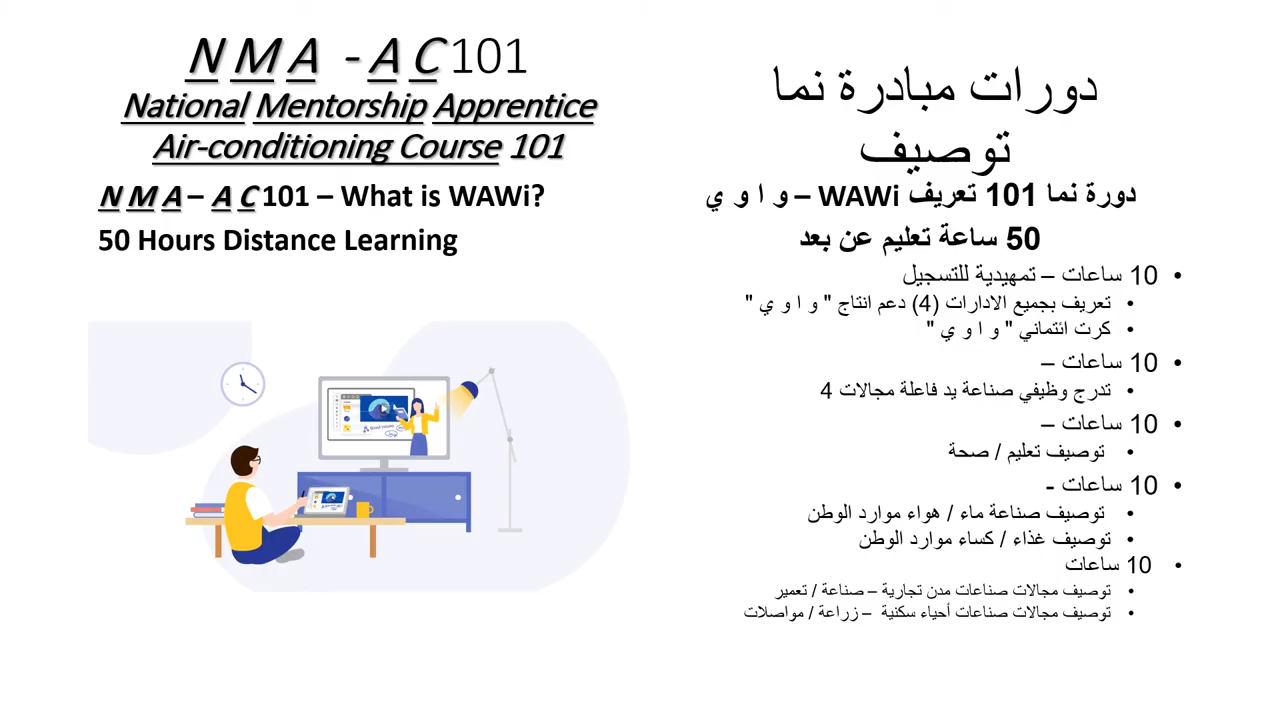 NMA - AC101
National Mentorship Apprentice
Air-conditioning Course 101
NMA – AC101 – What is WAWi?
50 Hours Distance Learning
دورات مبادرة نما
توصيف
دورة نما 101 تعريف WAWi – و ا و ي
50 ساعة تعليم عن بعد
• 10 ساعات – تمهيدية للتسجيل
• تعريف بجميع الادارات (4) دعم انتاج " و ا و ي "
• كرت ائتماني " و ا و ي "
• 10 ساعات –
• تدرج وظيفي صناعة يد فاعلة مجالات 4
• 10 ساعات –
• توصيف تعليم / صحة
• 10 ساعات -
• توصيف صناعة ماء / هواء موارد الوطن
• توصيف غذاء / كساء موارد الوطن
• 10 ساعات
• توصيف مجالات صناعات مدن تجارية – صناعة / تعمير
• توصيف مجالات صناعات أحياء سكنية – زراعة / مواصلات